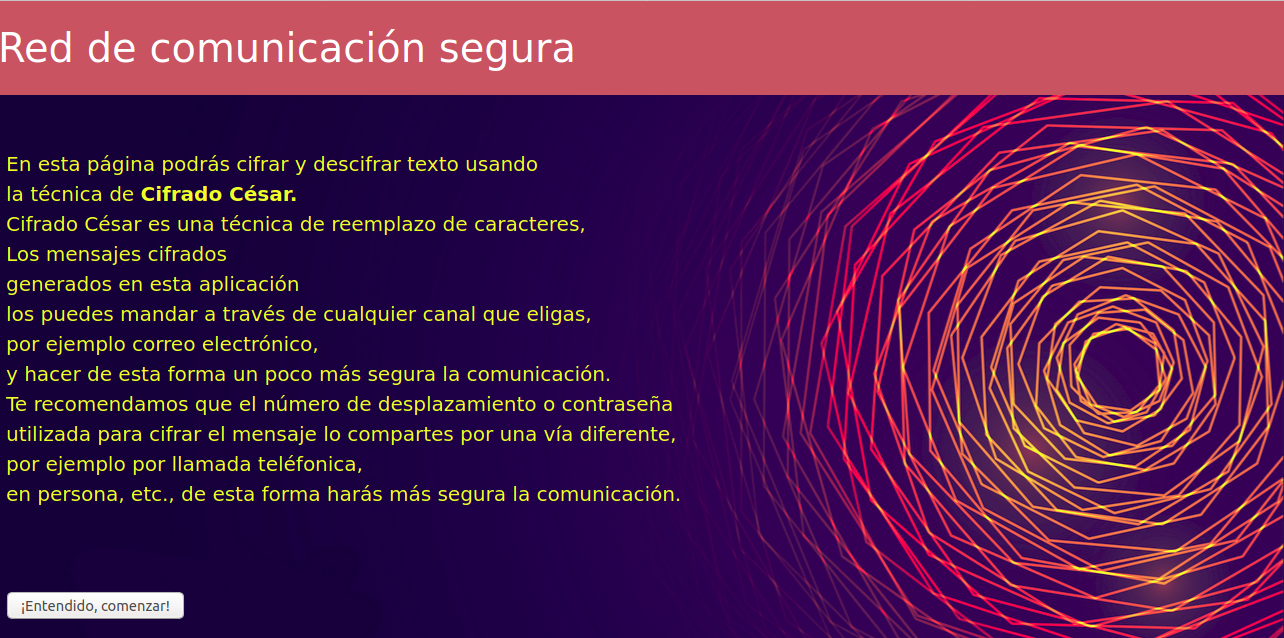 Red de comunicación segura
En esta página podrás cifrar y descifrar texto usando
la técnica de Cifrado César.
Cifrado César es una técnica de reemplazo de caracteres,
Los mensajes cifrados
generados en esta aplicación
los puedes mandar a través de cualquier canal que eligas,
por ejemplo correo electrónico,
y hacer de esta forma un poco más segura la comunicación.
Te recomendamos que el número de desplazamiento o contraseña
utilizada para cifrar el mensaje lo compartes por una vía diferente,
por ejemplo por llamada teléfonica,
en persona, etc., de esta forma harás más segura la comunicación.
¡Entendido, comenzar!